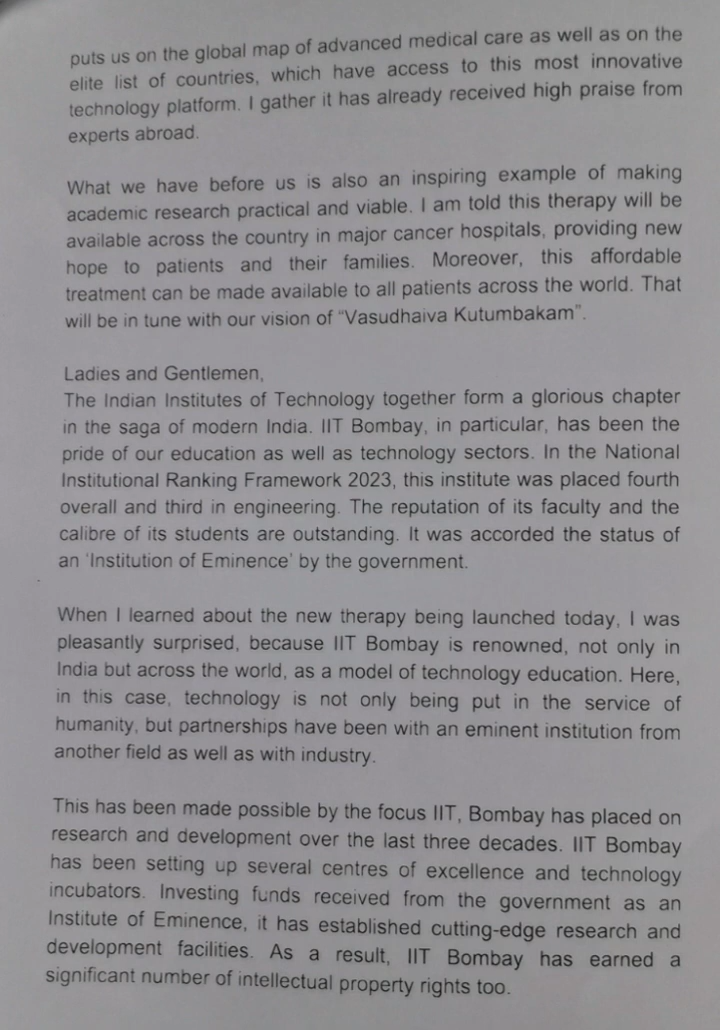 puts us on the global map of advanced medical care as well as on the
elite list of countries, which have access to this most innovative
technology platform. I gather it has already received high praise from
experts abroad.
What we have before us is also an inspiring example of making
academic research practical and viable. I am told this therapy will be
available across the country in major cancer hospitals, providing new
hope to patients and their families. Moreover, this affordable
treatment can be made available to all patients across the world. That
will be in tune with our vision of “Vasudhaiva Kutumbakam”.
Ladies and Gentlemen,
The Indian Institutes of Technology together form a glorious chapter
in the saga of modern India. IIT Bombay, in particular, has been the
pride of our education as well as technology sectors. In the National
Institutional Ranking Framework 2023, this institute was placed fourth
overall and third in engineering. The reputation of its faculty and the
calibre of its students are outstanding. It was accorded the status of
an ‘Institution of Eminence’ by the government.
When I learned about the new therapy being launched today, I was
pleasantly surprised, because IIT Bombay is renowned, not only in
India but across the world, as a model of technology education. Here,
in this case, technology is not only being put in the service of
humanity, but partnerships have been with an eminent institution from
another field as well as with industry.
This has been made possible by the focus IIT, Bombay has placed on
research and development over the last three decades. IIT Bombay
has been setting up several centres of excellence and technology
incubators. Investing funds received from the government as an
Institute of Eminence, it has established cutting-edge research and
development facilities. As a result, IIT Bombay has earned a
significant number of intellectual property rights too.